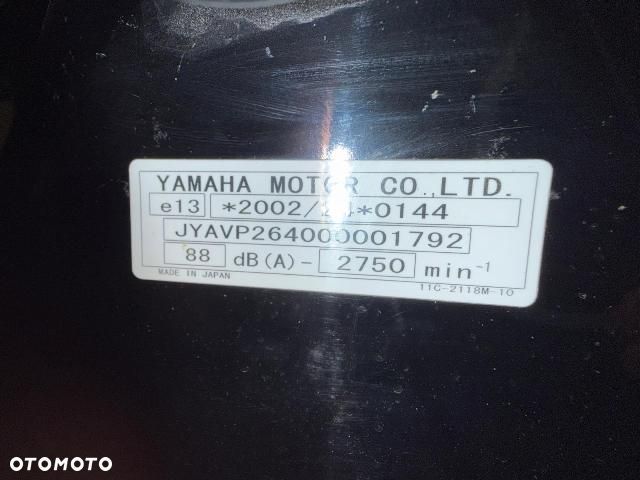 YAMAHA MOTOR CO.,LTD.
e13 *2002/24*0144
JYAVP264000001792
88 dB(A)- 2750 min⁻¹
MADE IN JAPAN 11C-2118M-10
OTOMOTO